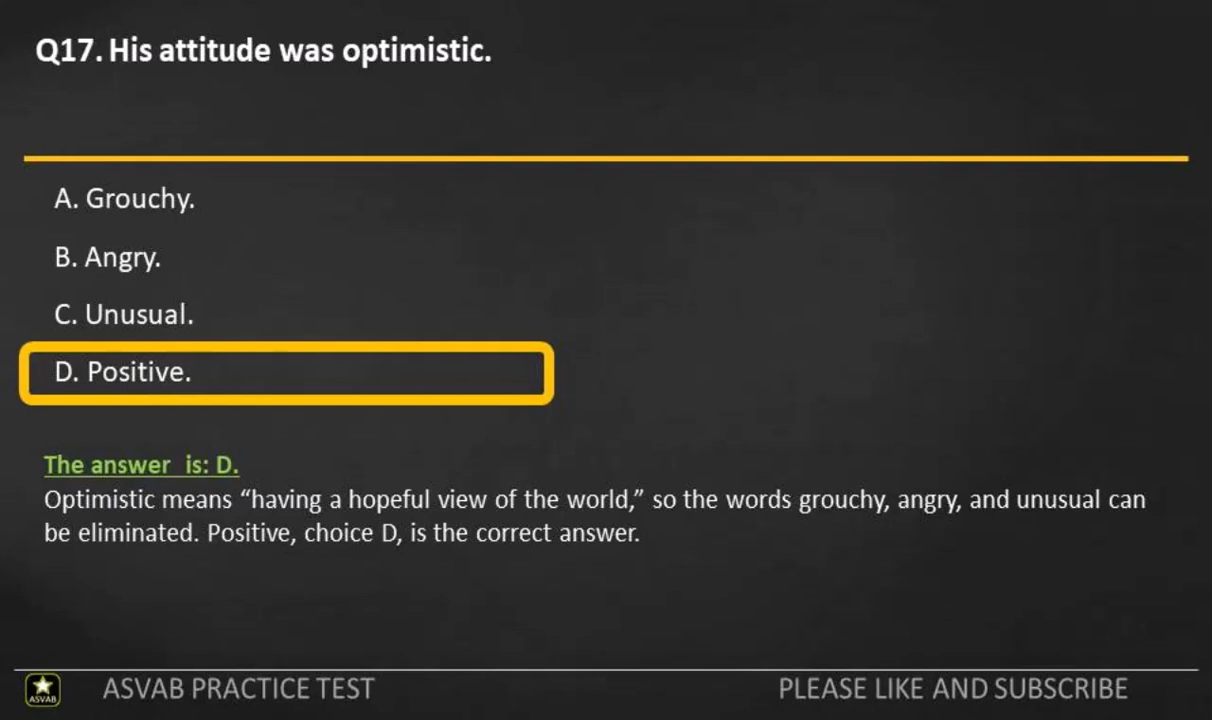 Q17. His attitude was optimistic.
A. Grouchy.
B. Angry.
C. Unusual.
D. Positive.
The answer  is: D.
Optimistic means “having a hopeful view of the world,” so the words grouchy, angry, and unusual can
be eliminated. Positive, choice D, is the correct answer.
ASVAB
ASVAB PRACTICE TEST
PLEASE LIKE AND SUBSCRIBE